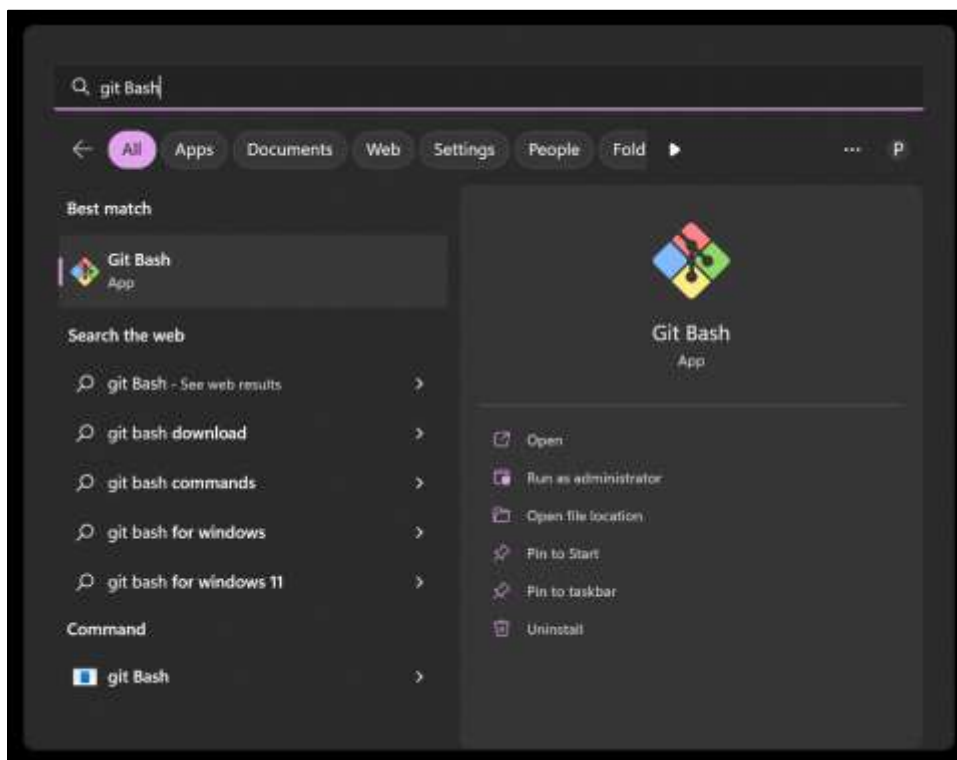 git Bash
All Apps Documents Web Settings People Fold ... P
Best match
Git Bash
App
Search the web
git Bash - See web results
git bash download
git bash commands
git bash for windows
git bash for windows 11
Command
git Bash
Git Bash
App
Open
Run as administrator
Open file location
Pin to Start
Pin to taskbar
Uninstall